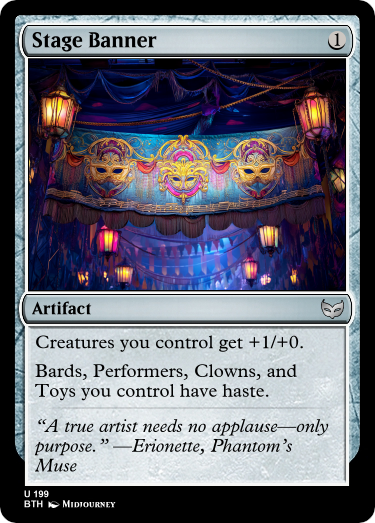 Stage Banner 1
Artifact
Creatures you control get +1/+0.
Bards, Performers, Clowns, and
Toys you control have haste.
“A true artist needs no applause—only
purpose.” —Erionette, Phantom’s
Muse
U 199
BTH Midjourney